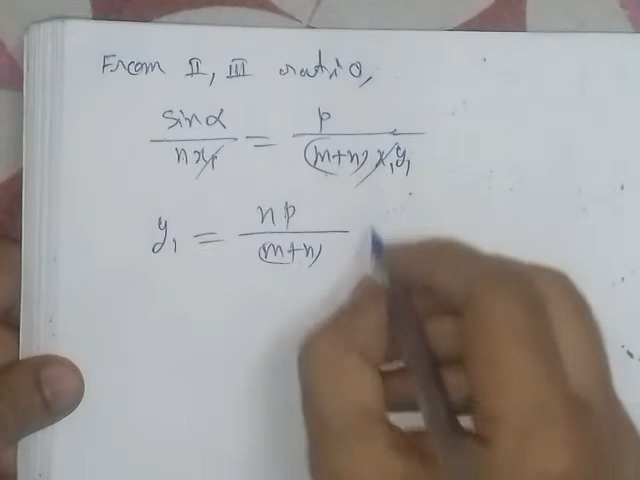 From II, III ratio,
sinα / nx₁ = p / (m+n) x₁y₁
y₁ = np / (m+n)